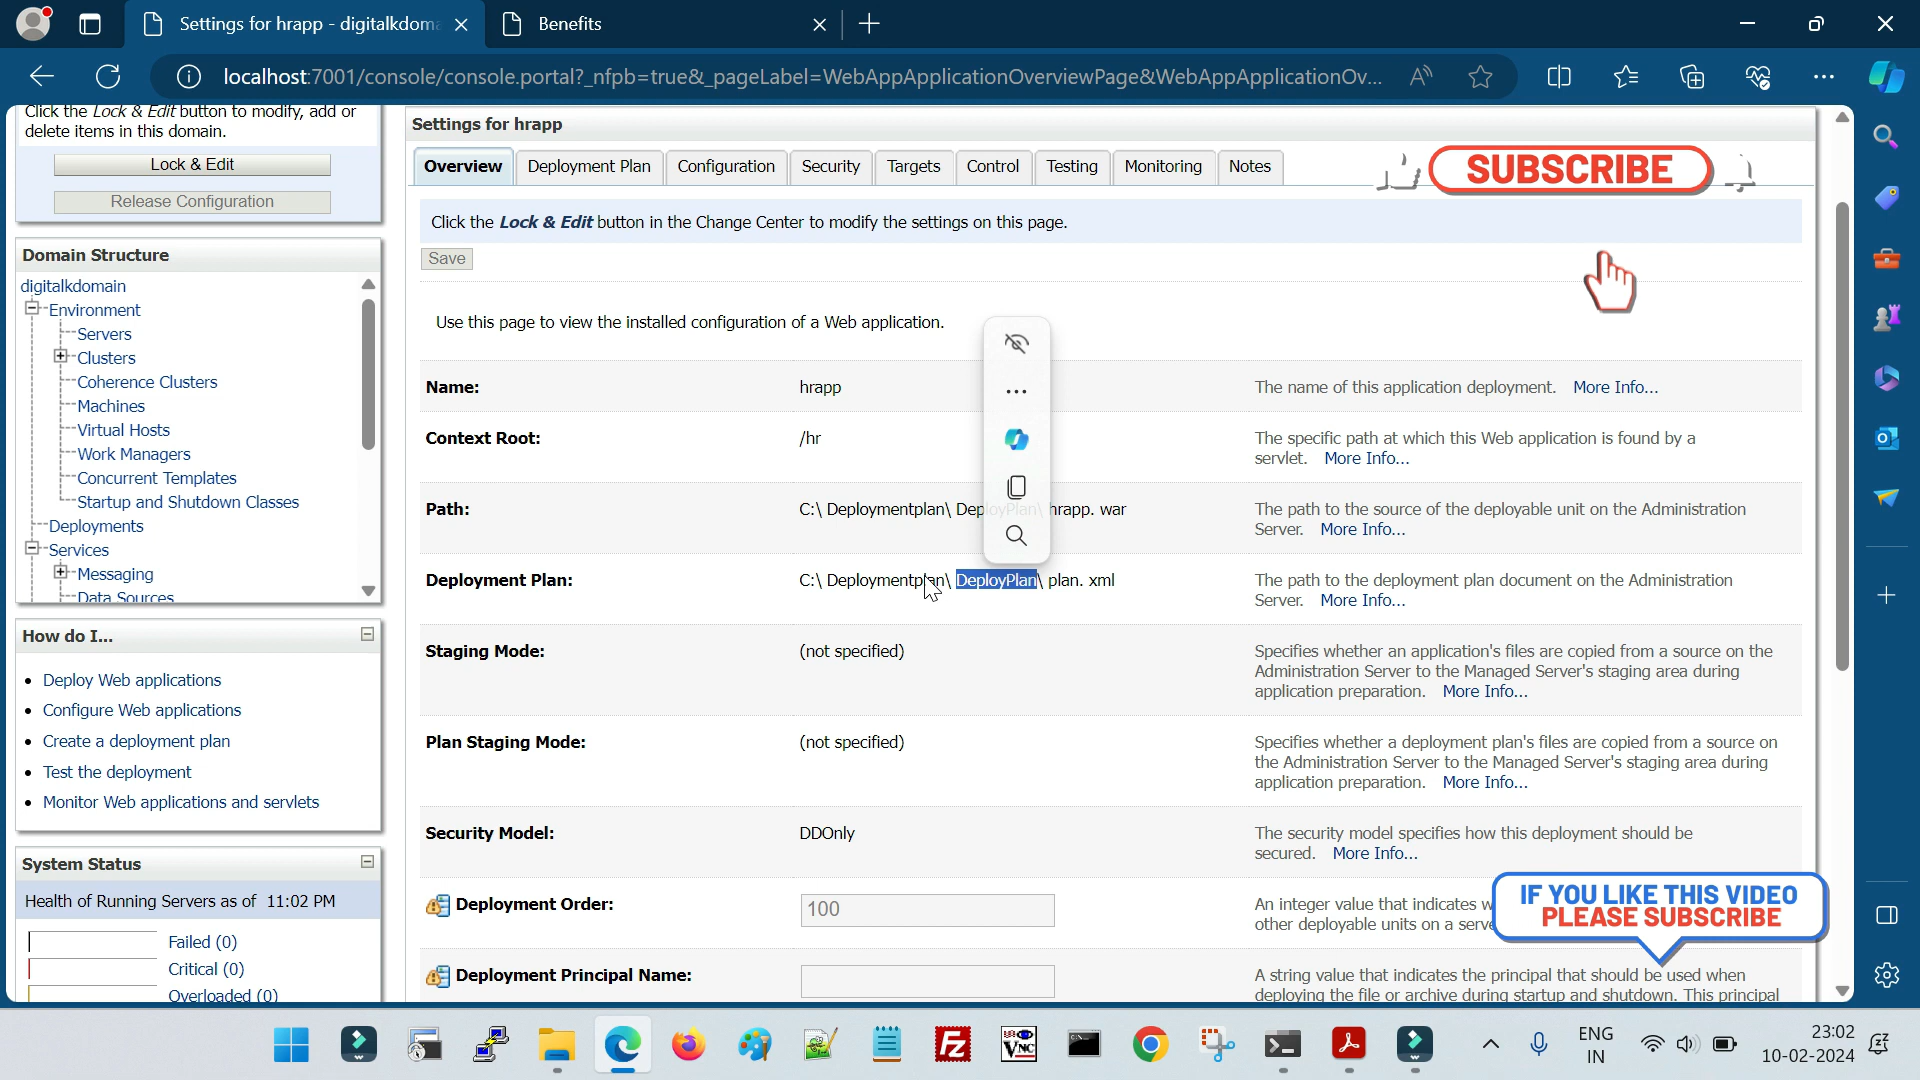 Settings for hrapp - digitalkdoma
Benefits
localhost:7001/console/console.portal?_nfpb=true&_pageLabel=WebAppApplicationOverviewPage&WebAppApplicationOv...
Click the Lock & Edit button to modify, add or
delete items in this domain.
Lock & Edit
Release Configuration
Domain Structure
digitalkdomain
Environment
Servers
Clusters
Coherence Clusters
Machines
Virtual Hosts
Work Managers
Concurrent Templates
Startup and Shutdown Classes
Deployments
Services
Messaging
Data Sources
How do I...
Deploy Web applications
Configure Web applications
Create a deployment plan
Test the deployment
Monitor Web applications and servlets
System Status
Health of Running Servers as of 11:02 PM
Failed (0)
Critical (0)
Overloaded (0)
Settings for hrapp
Overview Deployment Plan Configuration Security Targets Control Testing Monitoring Notes
SUBSCRIBE
Click the Lock & Edit button in the Change Center to modify the settings on this page.
Save
Use this page to view the installed configuration of a Web application.
Name: hrapp The name of this application deployment. More Info...
Context Root: /hr The specific path at which this Web application is found by a
servlet. More Info...
Path: C:\ Deploymentplan\ DeployPlan\ hrapp. war The path to the source of the deployable unit on the Administration
Server. More Info...
Deployment Plan: C:\ Deploymentplan\ DeployPlan\ plan. xml The path to the deployment plan document on the Administration
Server. More Info...
Staging Mode: (not specified) Specifies whether an application's files are copied from a source on the
Administration Server to the Managed Server's staging area during
application preparation. More Info...
Plan Staging Mode: (not specified) Specifies whether a deployment plan's files are copied from a source on
the Administration Server to the Managed Server's staging area during
application preparation. More Info...
Security Model: DDOnly The security model specifies how this deployment should be
secured. More Info...
Deployment Order: 100 An integer value that indicates
other deployable units on a
IF YOU LIKE THIS VIDEO
PLEASE SUBSCRIBE
Deployment Principal Name: A string value that indicates the principal that should be used when
deploying the file or archive during startup and shutdown. This principal
ENG
IN
23:02
10-02-2024